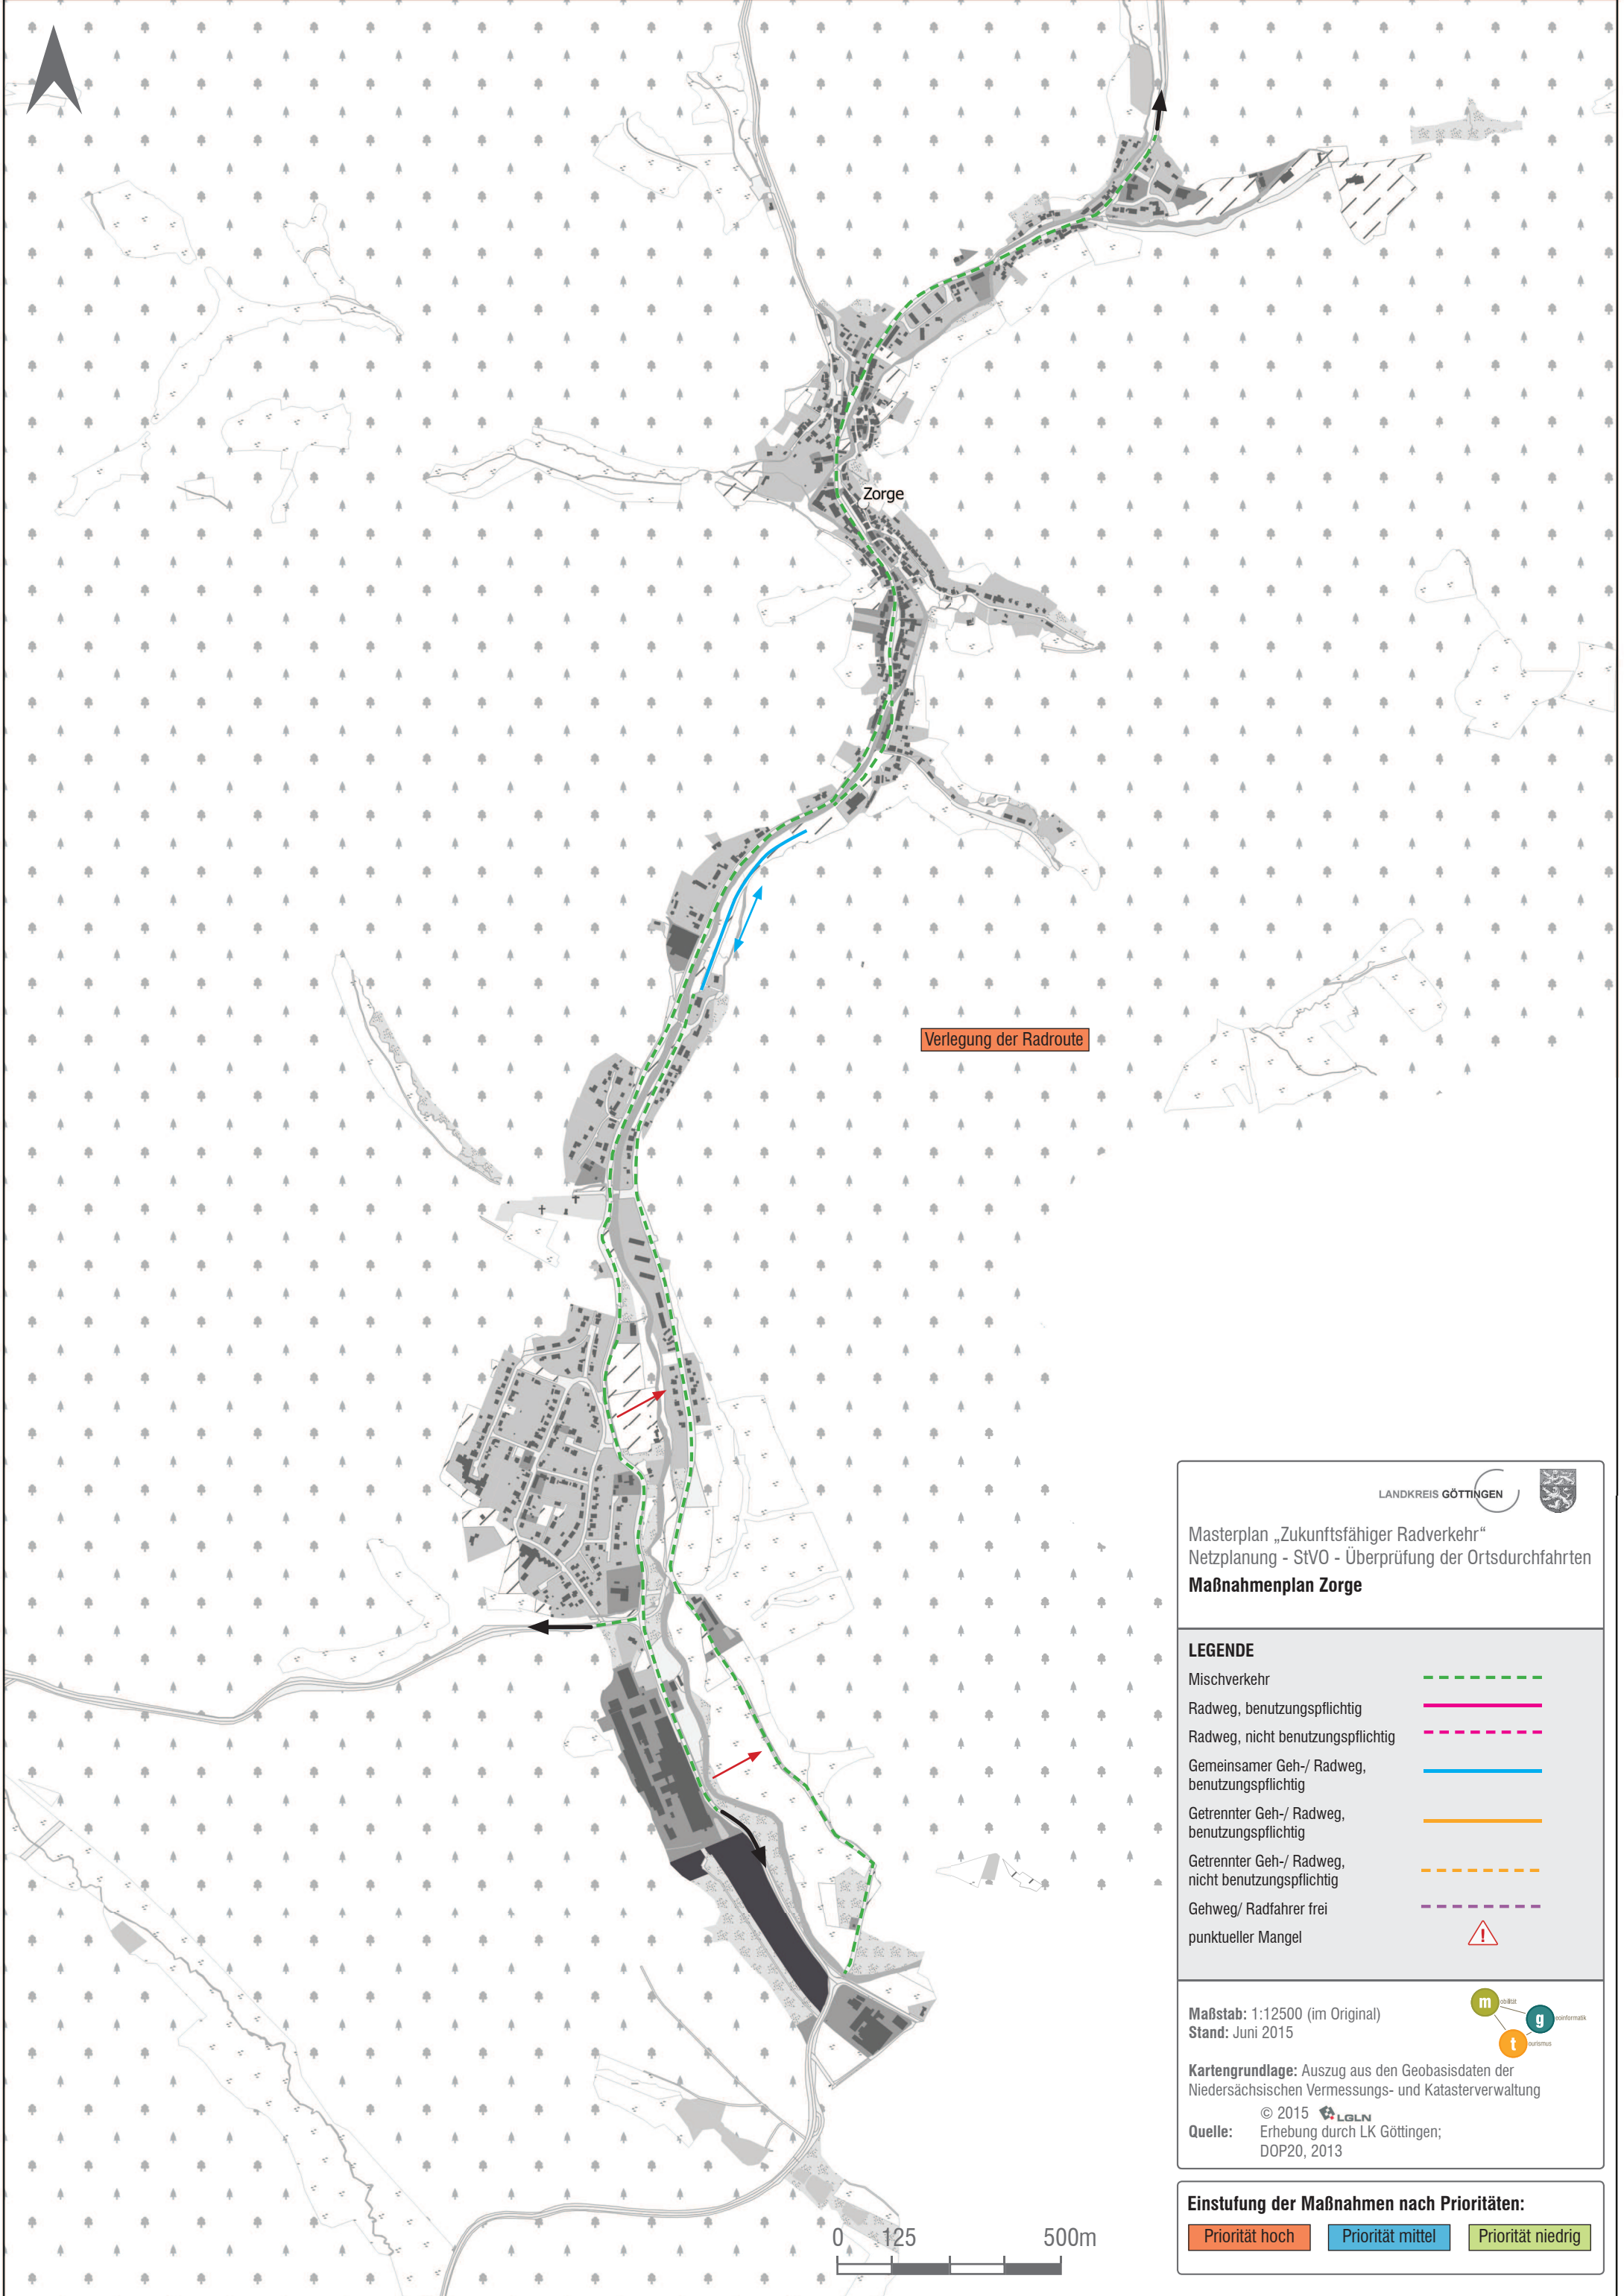 Zorge
Verlegung der Radroute
LANDKREIS GÖTTINGEN
Masterplan „Zukunftsfähiger Radverkehr“
Netzplanung - StVO - Überprüfung der Ortsdurchfahrten
Maßnahmenplan Zorge
LEGENDE
Mischverkehr
Radweg, benutzungspflichtig
Radweg, nicht benutzungspflichtig
Gemeinsamer Geh-/ Radweg,
benutzungspflichtig
Getrennter Geh-/ Radweg,
benutzungspflichtig
Getrennter Geh-/ Radweg,
nicht benutzungspflichtig
Gehweg/ Radfahrer frei
punktueller Mangel
!
Maßstab: 1:12500 (im Original)
Stand: Juni 2015
m obilität
g eoinformatik
t ourismus
Kartengrundlage: Auszug aus den Geobasisdaten der
Niedersächsischen Vermessungs- und Katasterverwaltung
© 2015 LGLN
Quelle: Erhebung durch LK Göttingen;
DOP20, 2013
Einstufung der Maßnahmen nach Prioritäten:
Priorität hoch Priorität mittel Priorität niedrig
0 125 500m